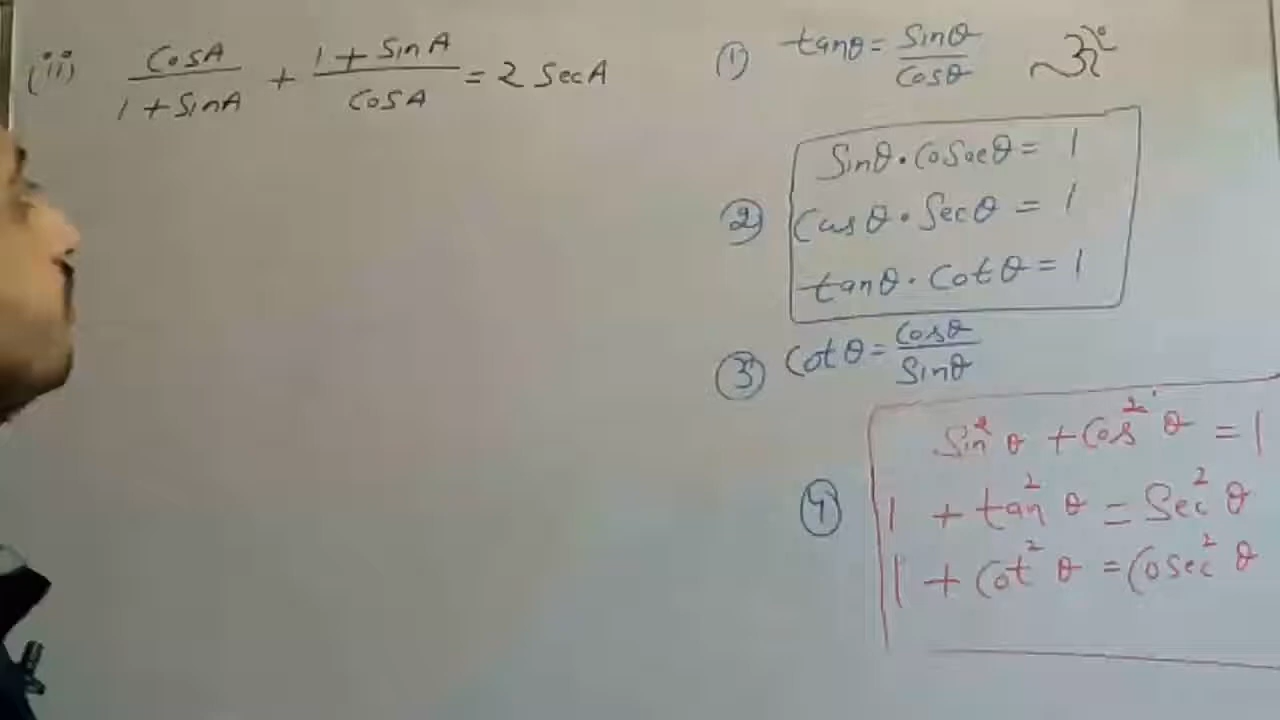 (ii) CosA/(1 + SinA) + (1 + SinA)/CosA = 2 SecA
① tanθ = Sinθ/Cosθ
② Sinθ · Cosecθ = 1
Cosθ · Secθ = 1
tanθ · Cotθ = 1
③ Cotθ = Cosθ/Sinθ
④ Sin²θ + Cos²θ = 1
1 + tan²θ = Sec²θ
1 + Cot²θ = Cosec²θ